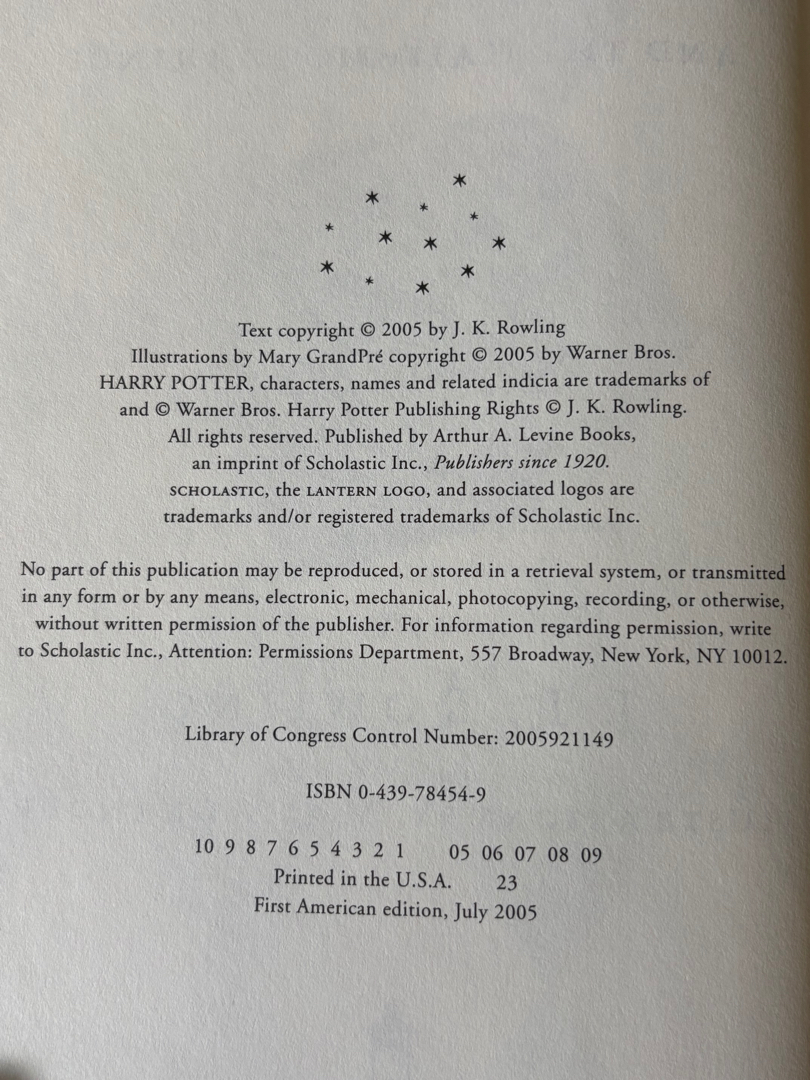 Text copyright © 2005 by J. K. Rowling
Illustrations by Mary GrandPré copyright © 2005 by Warner Bros.
HARRY POTTER, characters, names and related indicia are trademarks of
and © Warner Bros. Harry Potter Publishing Rights © J. K. Rowling.
All rights reserved. Published by Arthur A. Levine Books,
an imprint of Scholastic Inc., Publishers since 1920.
SCHOLASTIC, the LANTERN LOGO, and associated logos are
trademarks and/or registered trademarks of Scholastic Inc.
No part of this publication may be reproduced, or stored in a retrieval system, or transmitted
in any form or by any means, electronic, mechanical, photocopying, recording, or otherwise,
without written permission of the publisher. For information regarding permission, write
to Scholastic Inc., Attention: Permissions Department, 557 Broadway, New York, NY 10012.
Library of Congress Control Number: 2005921149
ISBN 0-439-78454-9
10 9 8 7 6 5 4 3 2 1 05 06 07 08 09
Printed in the U.S.A. 23
First American edition, July 2005